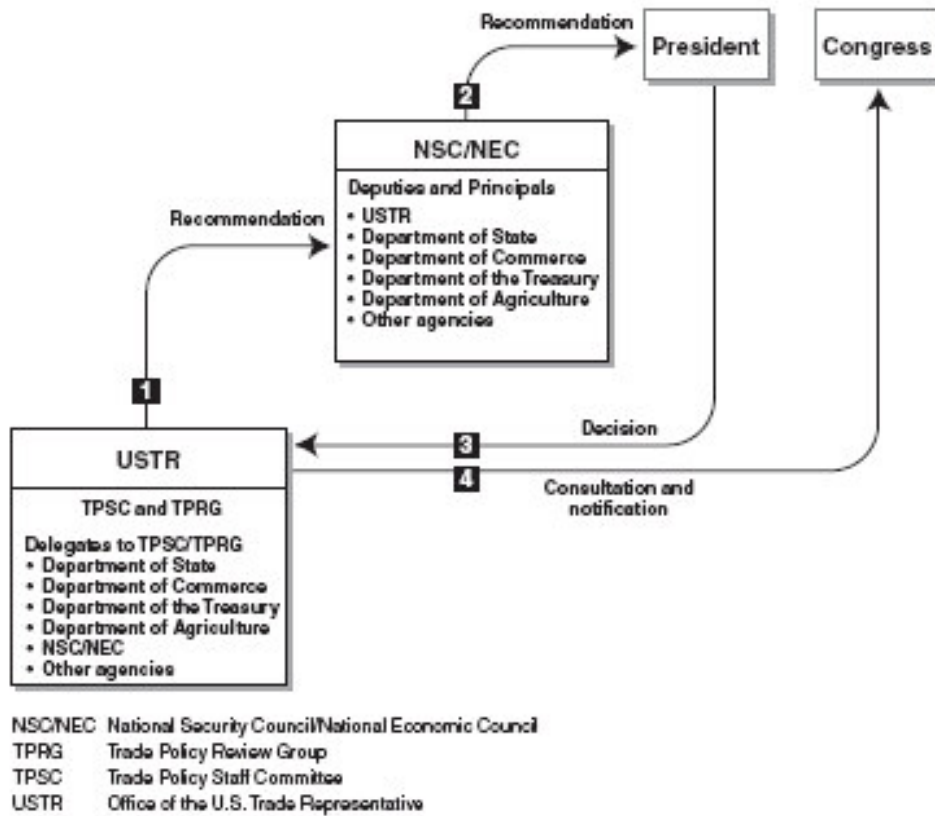 Recommendation
President
Congress
2
NSC/NEC
Deputies and Principals
• USTR
• Department of State
• Department of Commerce
• Department of the Treasury
• Department of Agriculture
• Other agencies
Recommendation
1
Decision
3
4
Consultation and
notification
USTR
TPSC and TPRG
Delegates to TPSC/TPRG
• Department of State
• Department of Commerce
• Department of the Treasury
• Department of Agriculture
• NSC/NEC
• Other agencies
NSC/NEC National Security Council/National Economic Council
TPRG Trade Policy Review Group
TPSC Trade Policy Staff Committee
USTR Office of the U.S. Trade Representative